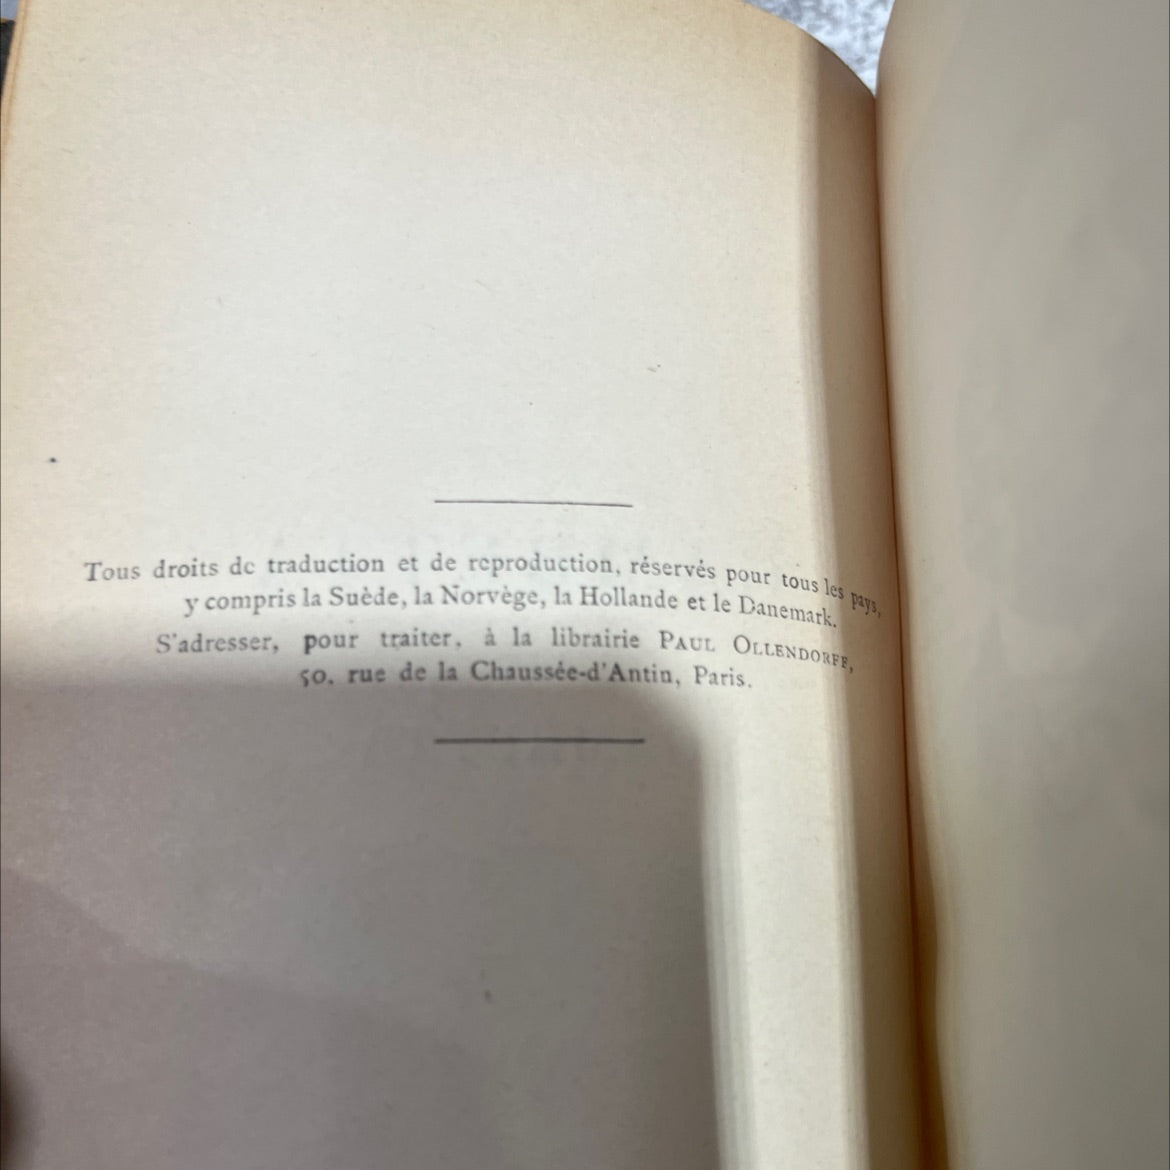 Tous droits de traduction et de reproduction, réservés pour tous les pays,
y compris la Suède, la Norvège, la Hollande et le Danemark.
S'adresser, pour traiter, à la librairie PAUL OLLENDORFF,
50, rue de la Chaussée-d'Antin, Paris.